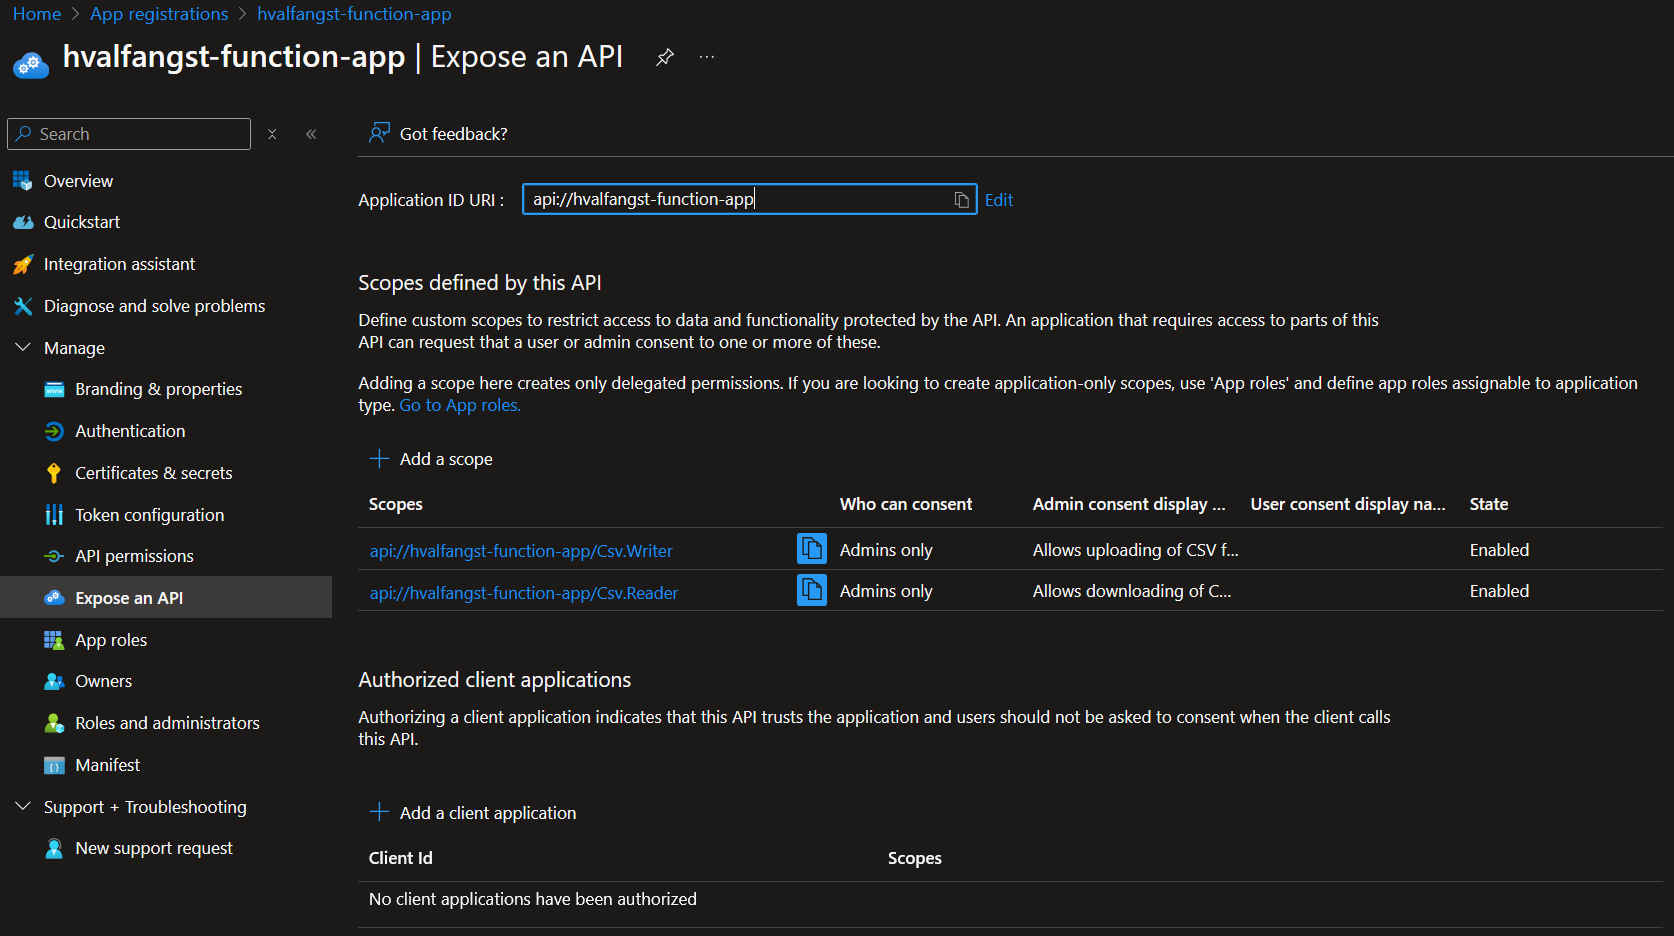 Home > App registrations > hvalfangst-function-app
hvalfangst-function-app | Expose an API
Search
Got feedback?
Overview
Quickstart
Integration assistant
Diagnose and solve problems
Manage
Branding & properties
Authentication
Certificates & secrets
Token configuration
API permissions
Expose an API
App roles
Owners
Roles and administrators
Manifest
Support + Troubleshooting
New support request
Application ID URI : api://hvalfangst-function-app Edit
Scopes defined by this API
Define custom scopes to restrict access to data and functionality protected by the API. An application that requires access to parts of this
API can request that a user or admin consent to one or more of these.
Adding a scope here creates only delegated permissions. If you are looking to create application-only scopes, use 'App roles' and define app roles assignable to application
type. Go to App roles.
Add a scope
Scopes Who can consent Admin consent display ... User consent display na... State
api://hvalfangst-function-app/Csv.Writer Admins only Allows uploading of CSV f... Enabled
api://hvalfangst-function-app/Csv.Reader Admins only Allows downloading of C... Enabled
Authorized client applications
Authorizing a client application indicates that this API trusts the application and users should not be asked to consent when the client calls
this API.
Add a client application
Client Id Scopes
No client applications have been authorized